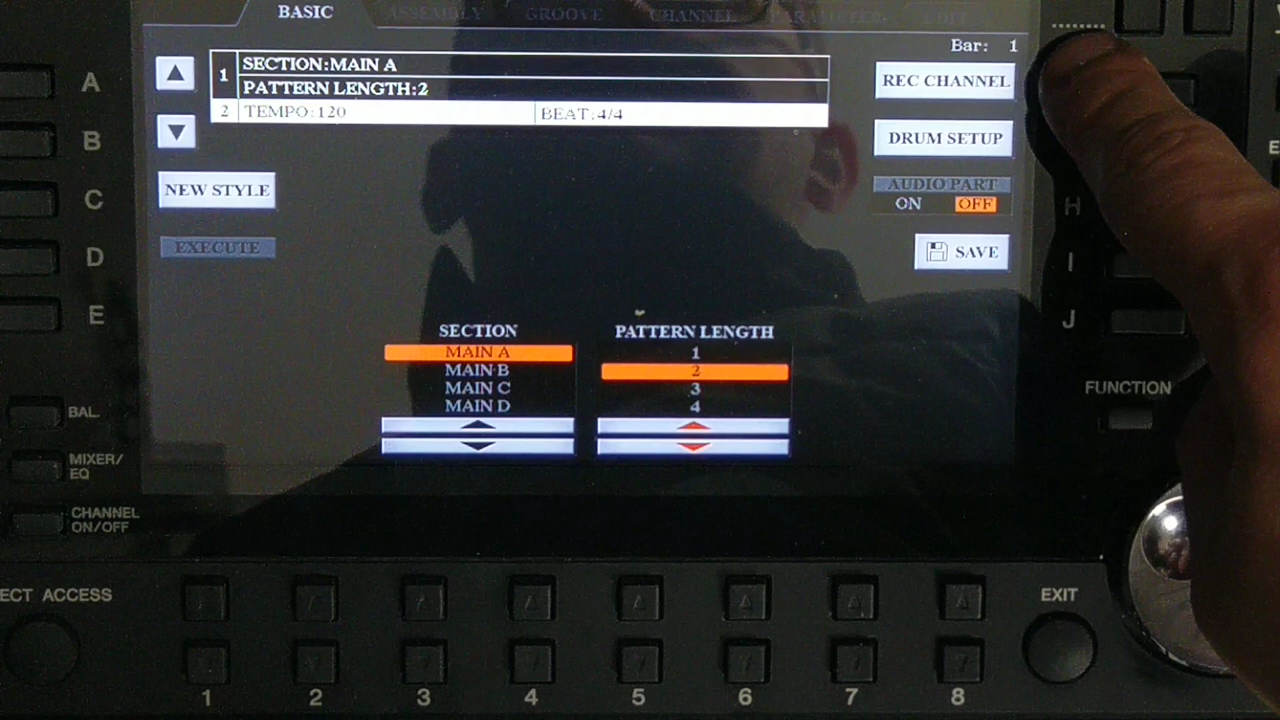 BASIC
ASSEMBLY
GROOVE
CHANNEL
PARAMETER
EDIT
Bar: 1
1
SECTION:MAIN A
PATTERN LENGTH:2
2
TEMPO:120
BEAT:4/4
REC CHANNEL
DRUM SETUP
AUDIO PART
ON OFF
SAVE
NEW STYLE
EXECUTE
SECTION
MAIN A
MAIN B
MAIN C
MAIN D
PATTERN LENGTH
1
2
3
4
A
B
C
D
E
H
I
J
FUNCTION
BAL.
MIXER/
EQ
CHANNEL
ON/OFF
ECT ACCESS
EXIT
1 2 3 4 5 6 7 8
E